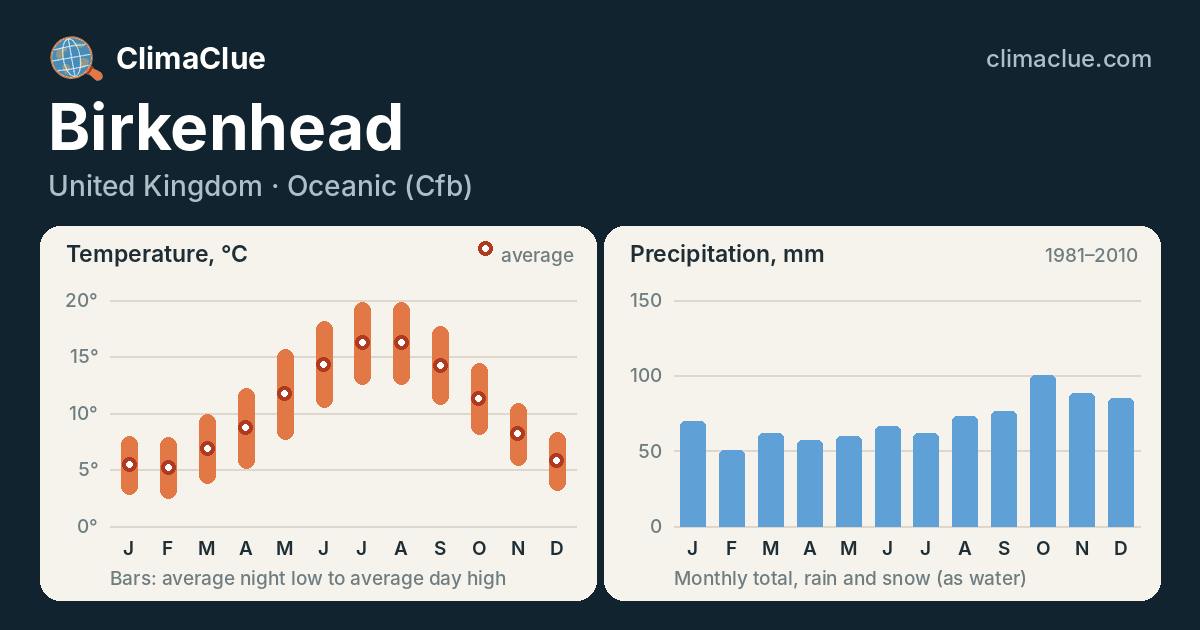 ClimaClue
climaclue.com
Birkenhead
United Kingdom · Oceanic (Cfb)
Temperature, °C
average
20°
15°
10°
5°
0°
J F M A M J J A S O N D
Bars: average night low to average day high
Precipitation, mm
1981–2010
150
100
50
0
J F M A M J J A S O N D
Monthly total, rain and snow (as water)